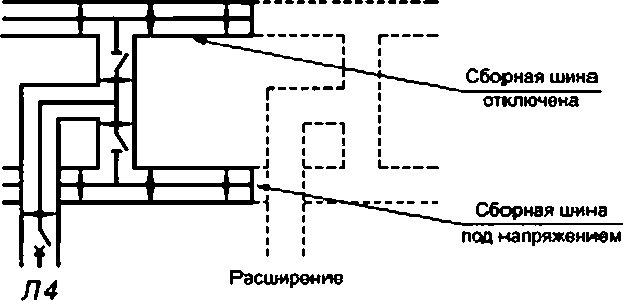 Сборная шина
отключена
Сборная шина
под напряжением
Расширение
Л4